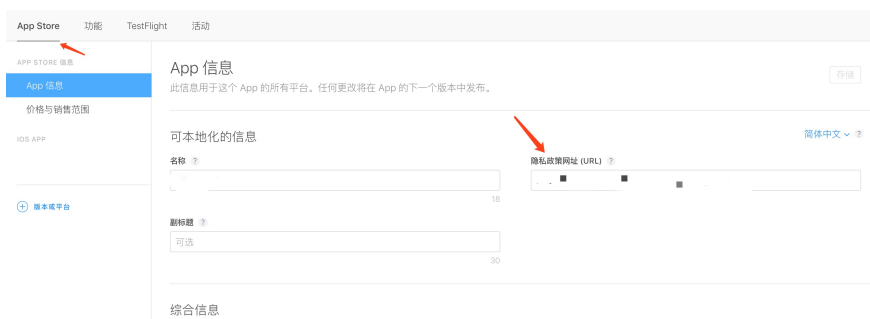 App Store 功能 TestFlight 活动
APP STORE 信息
App 信息
价格与销售范围
IOS APP
版本或平台
App 信息
存储
此信息用于这个 App 的所有平台。任何更改将在 App 的下一个版本中发布。
可本地化的信息
简体中文 ?
名称 ?
隐私政策网址 (URL) ?
18
副标题 ?
可选
30
综合信息